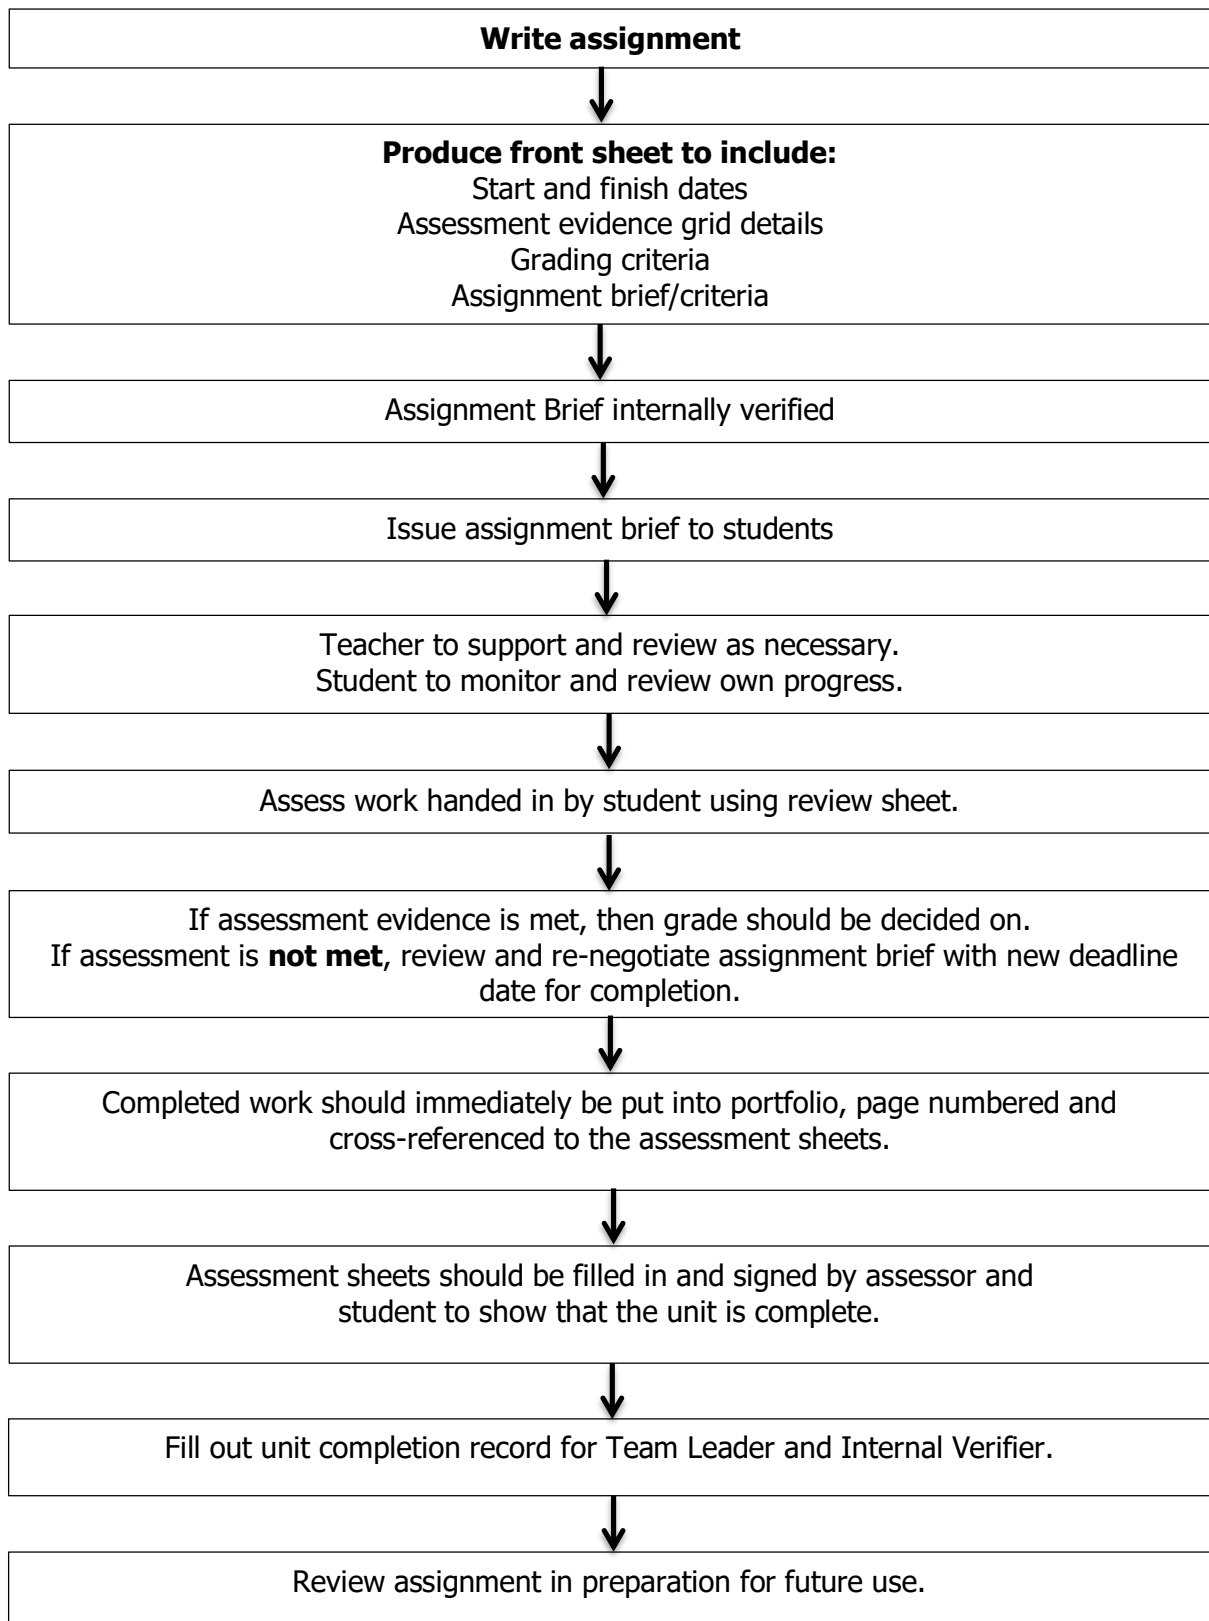 Write assignment
Produce front sheet to include:
Start and finish dates
Assessment evidence grid details
Grading criteria
Assignment brief/criteria
Assignment Brief internally verified
Issue assignment brief to students
Teacher to support and review as necessary.
Student to monitor and review own progress.
Assess work handed in by student using review sheet.
If assessment evidence is met, then grade should be decided on.
If assessment is not met, review and re-negotiate assignment brief with new deadline
date for completion.
Completed work should immediately be put into portfolio, page numbered and
cross-referenced to the assessment sheets.
Assessment sheets should be filled in and signed by assessor and
student to show that the unit is complete.
Fill out unit completion record for Team Leader and Internal Verifier.
Review assignment in preparation for future use.